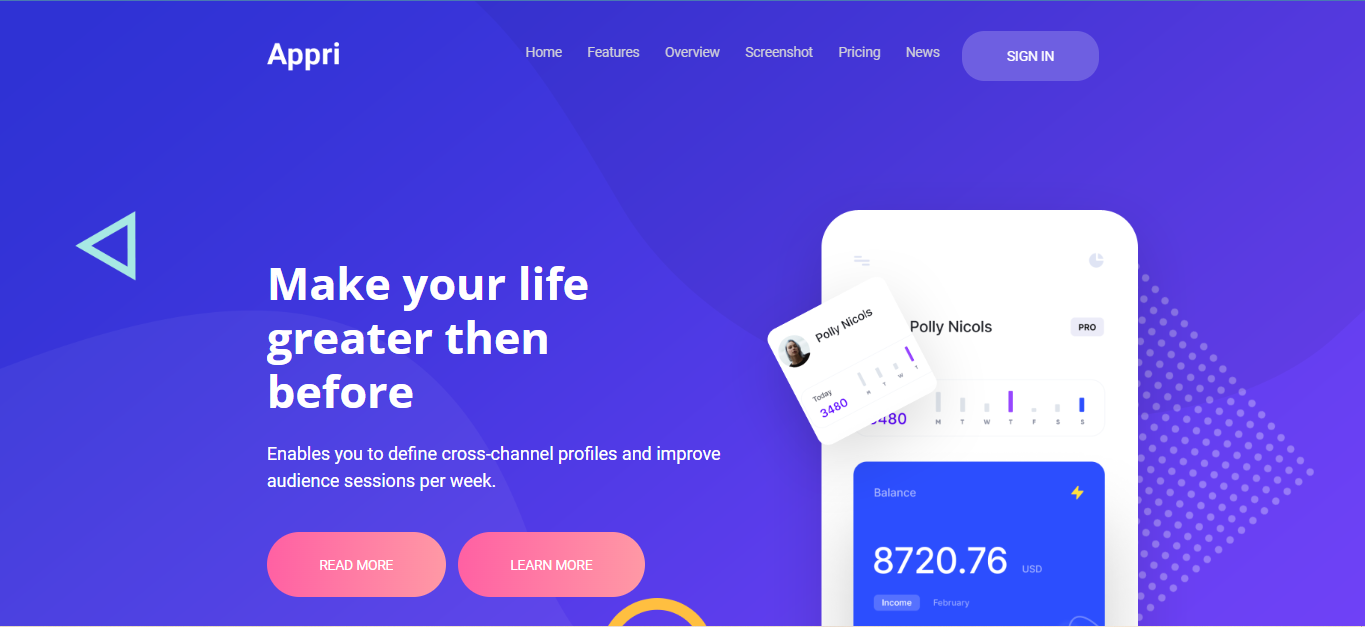 Appri
Home Features Overview Screenshot Pricing News SIGN IN
Make your life
greater then
before
Enables you to define cross-channel profiles and improve
audience sessions per week.
READ MORE LEARN MORE
Polly Nicols
Today
3480
M T W T
Polly Nicols PRO
3480
M T W T F S S
Balance
8720.76 USD
Income February